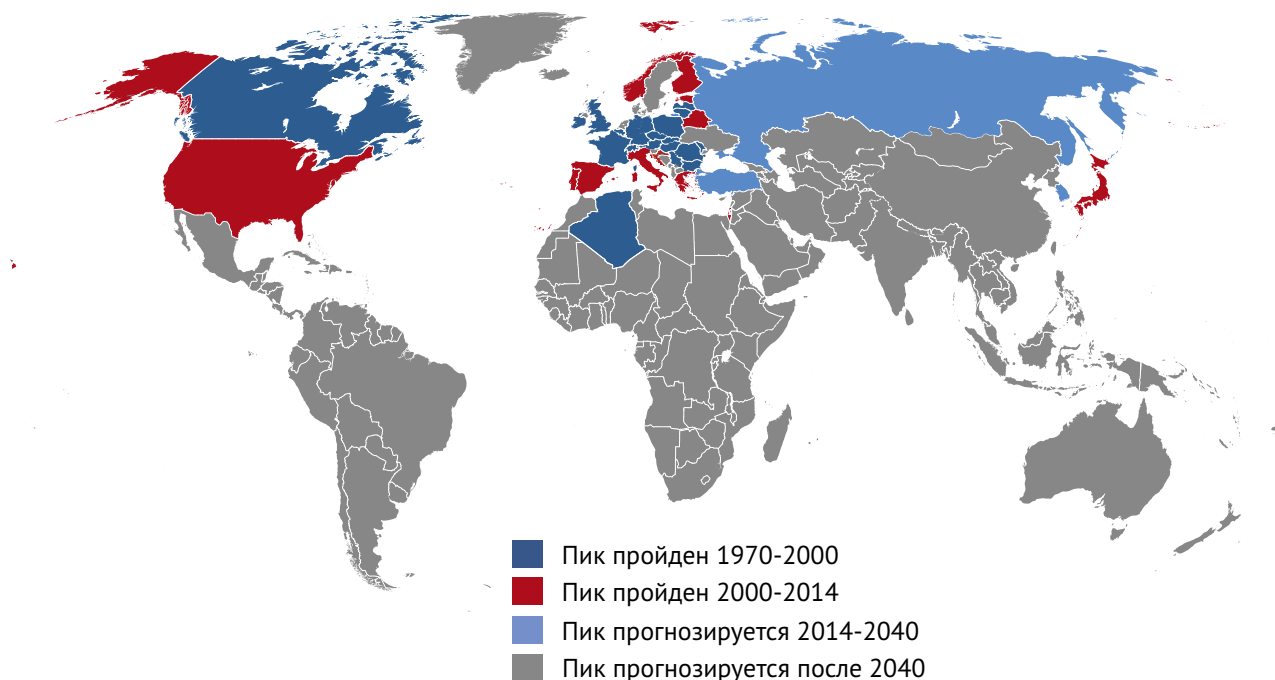 Пик пройден 1970-2000
Пик пройден 2000-2014
Пик прогнозируется 2014-2040
Пик прогнозируется после 2040